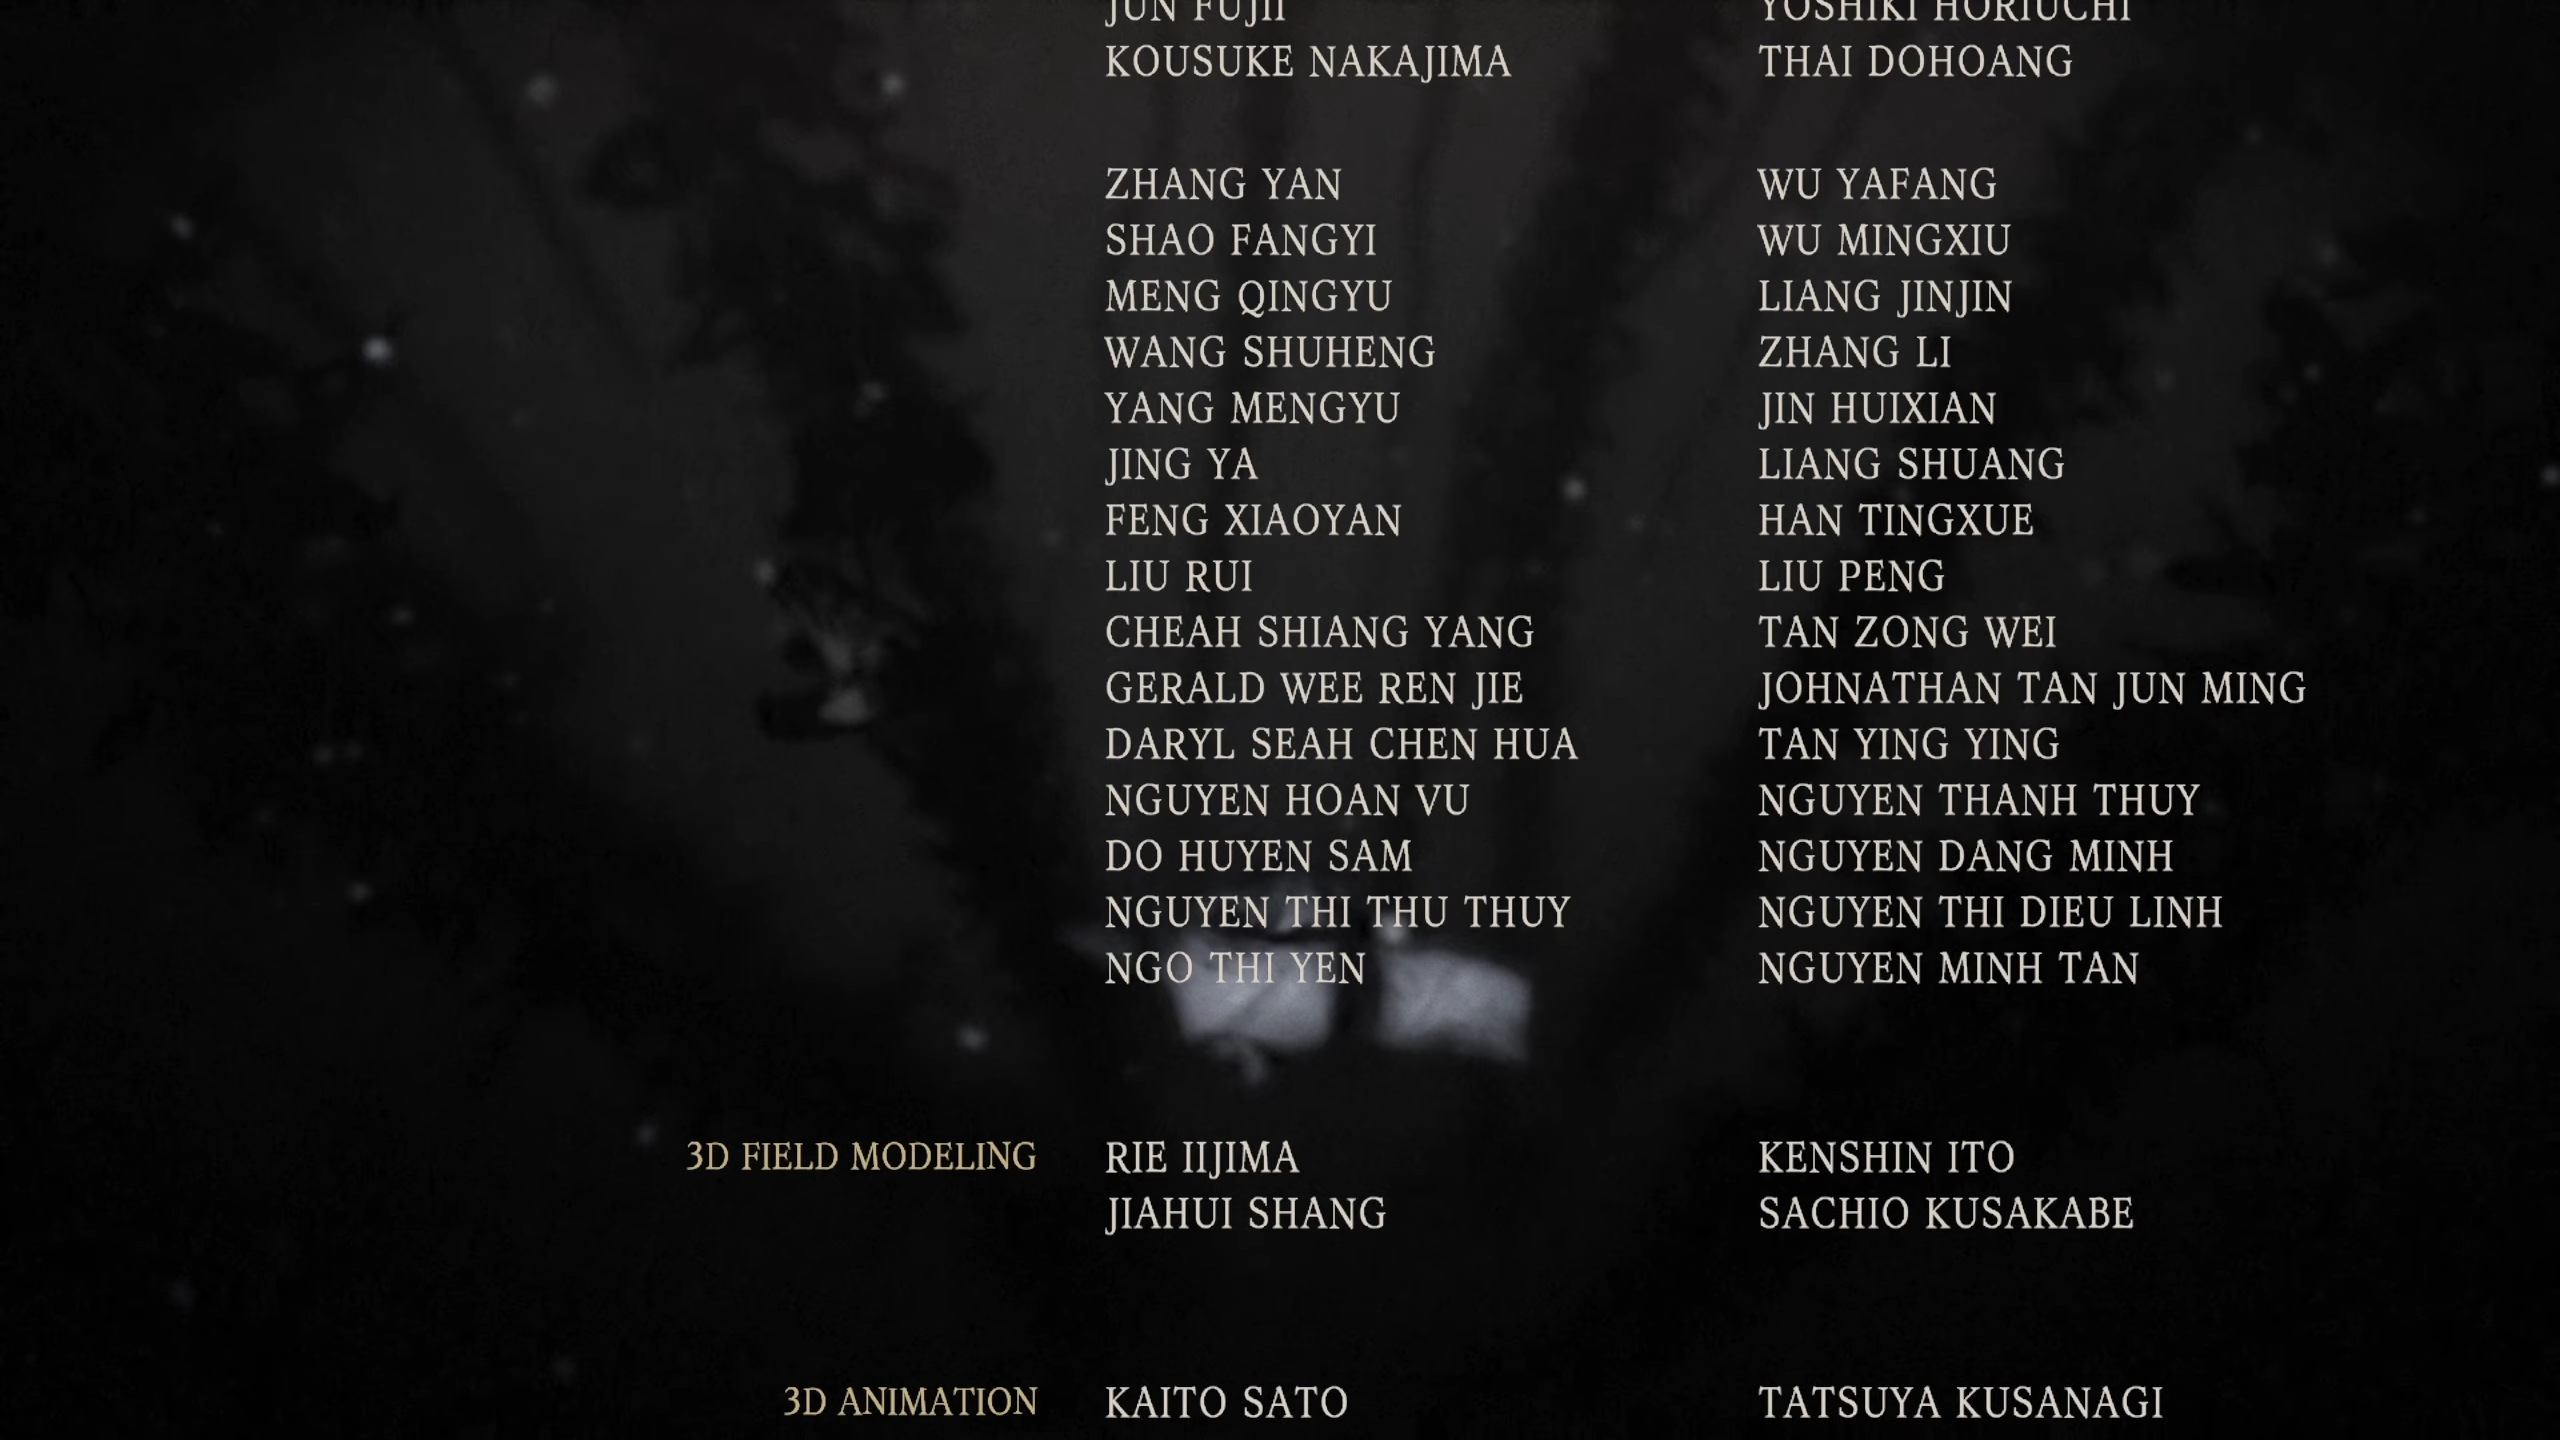 JUN FUJII YOSHIKI HORIUCHI
KOUSUKE NAKAJIMA THAI DOHOANG
ZHANG YAN WU YAFANG
SHAO FANGYI WU MINGXIU
MENG QINGYU LIANG JINJIN
WANG SHUHENG ZHANG LI
YANG MENGYU JIN HUIXIAN
JING YA LIANG SHUANG
FENG XIAOYAN HAN TINGXUE
LIU RUI LIU PENG
CHEAH SHIANG YANG TAN ZONG WEI
GERALD WEE REN JIE JOHNATHAN TAN JUN MING
DARYL SEAH CHEN HUA TAN YING YING
NGUYEN HOAN VU NGUYEN THANH THUY
DO HUYEN SAM NGUYEN DANG MINH
NGUYEN THI THU THUY NGUYEN THI DIEU LINH
NGO THI YEN NGUYEN MINH TAN
3D FIELD MODELING RIE IIJIMA KENSHIN ITO
JIAHUI SHANG SACHIO KUSAKABE
3D ANIMATION KAITO SATO TATSUYA KUSANAGI